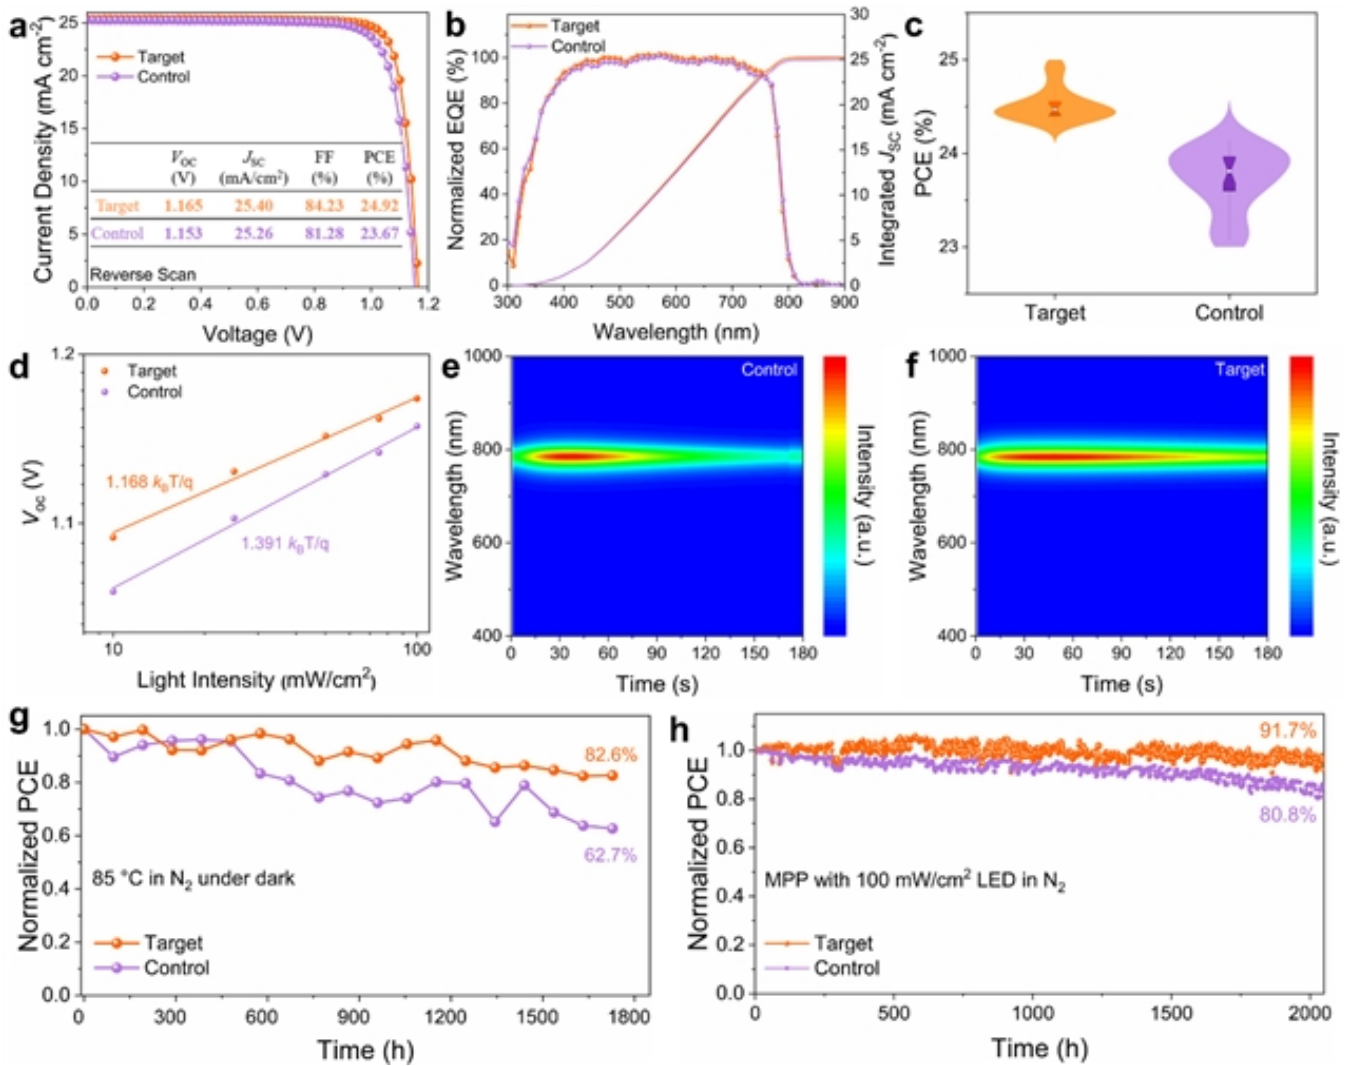 a
25
20
15
10
5
0
Current Density (mA cm⁻²)
Target
Control
V_OC J_SC FF PCE
(V) (mA/cm²) (%) (%)
Target 1.165 25.40 84.23 24.92
Control 1.153 25.26 81.28 23.67
Reverse Scan
0.0 0.2 0.4 0.6 0.8 1.0 1.2
Voltage (V)
b
Target
Control
100
80
60
40
20
0
Normalized EQE (%)
30
25
20
15
10
5
0
Integrated J_SC (mA cm⁻²)
300 400 500 600 700 800 900
Wavelength (nm)
c
25
24
23
PCE (%)
Target Control
d
1.2
1.1
V_oc (V)
Target
Control
1.168 k_BT/q
1.391 k_BT/q
10 100
Light Intensity (mW/cm²)
e
1000
800
600
400
Wavelength (nm)
Control
Intensity (a.u.)
0 30 60 90 120 150 180
Time (s)
f
1000
800
600
400
Wavelength (nm)
Target
Intensity (a.u.)
0 30 60 90 120 150 180
Time (s)
g
1.0
0.8
0.6
0.4
0.2
0.0
Normalized PCE
82.6%
62.7%
85 °C in N₂ under dark
Target
Control
0 300 600 900 1200 1500 1800
Time (h)
h
1.0
0.8
0.6
0.4
0.2
0.0
Normalized PCE
91.7%
80.8%
MPP with 100 mW/cm² LED in N₂
Target
Control
0 500 1000 1500 2000
Time (h)